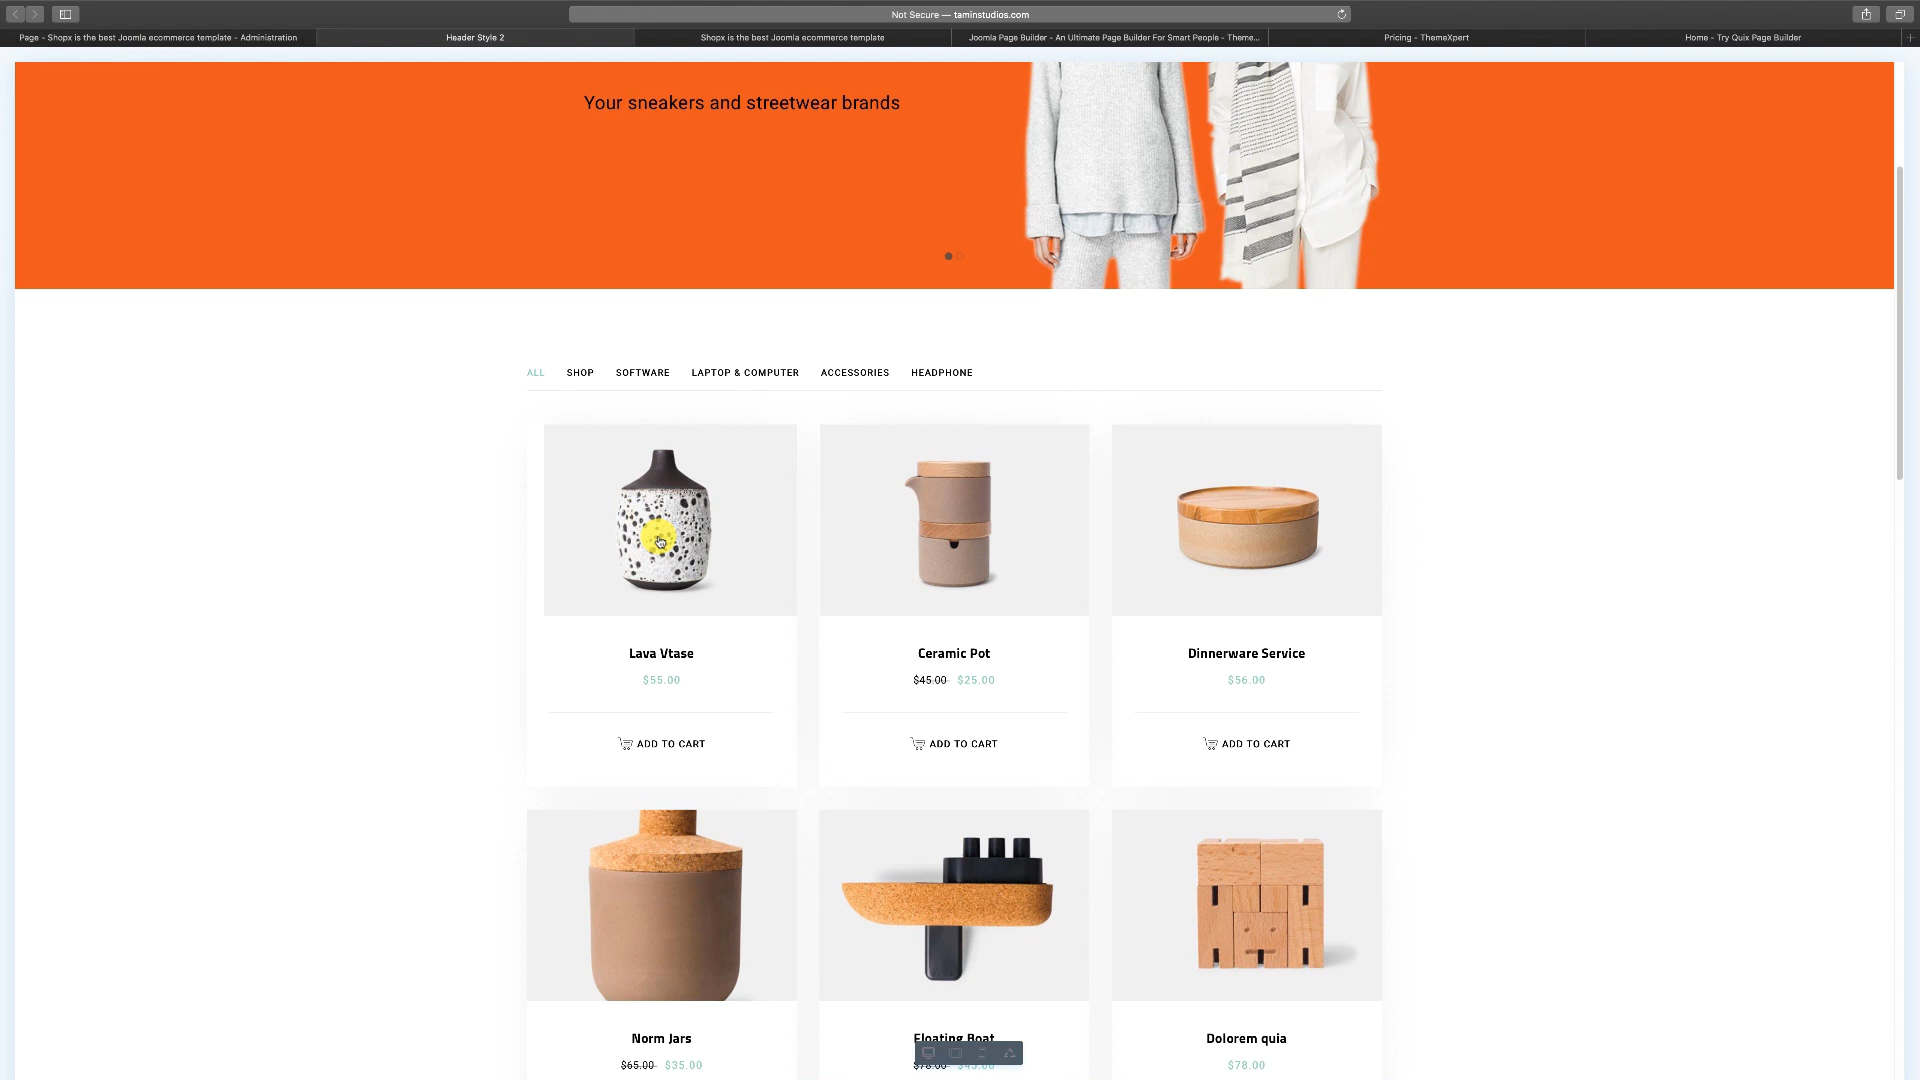 Not Secure — taminstudios.com
Page - Shopx is the best Joomla ecommerce template - Administration
Header Style 2
Shopx is the best Joomla ecommerce template
Joomla Page Builder - An Ultimate Page Builder For Smart People - Theme...
Pricing - ThemeXpert
Home - Try Quix Page Builder
Your sneakers and streetwear brands
ALL SHOP SOFTWARE LAPTOP & COMPUTER ACCESSORIES HEADPHONE
Lava Vtase
$55.00
ADD TO CART
Ceramic Pot
$45.00 $25.00
ADD TO CART
Dinnerware Service
$56.00
ADD TO CART
Norm Jars
$65.00 $35.00
Floating Boat
$78.00 $45.00
Dolorem quia
$78.00